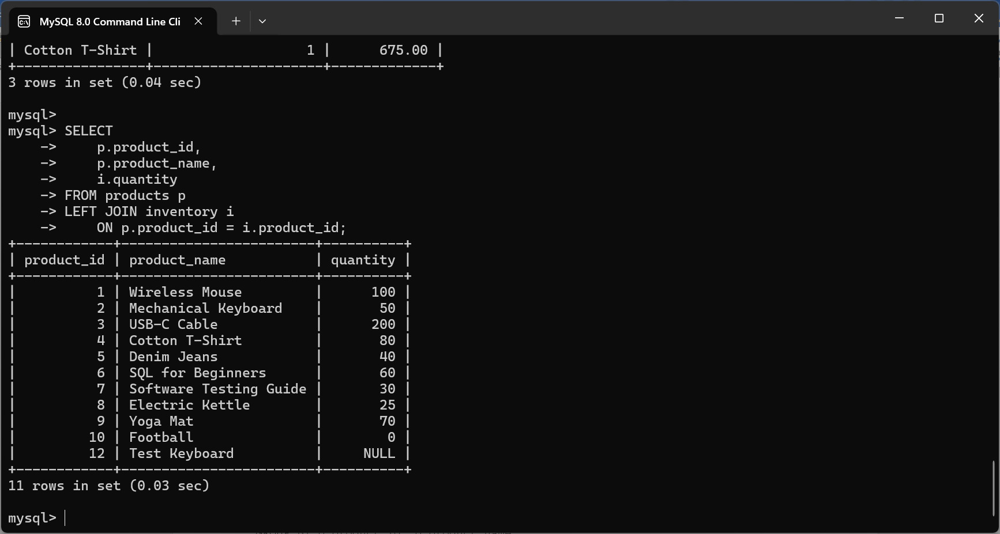 MySQL 8.0 Command Line Cli
| Cotton T-Shirt |                   1 |      675.00 |
+----------------+---------------------+-------------+
3 rows in set (0.04 sec)
mysql>
mysql> SELECT
    ->     p.product_id,
    ->     p.product_name,
    ->     i.quantity
    -> FROM products p
    -> LEFT JOIN inventory i
    ->     ON p.product_id = i.product_id;
+------------+------------------------+----------+
| product_id | product_name           | quantity |
+------------+------------------------+----------+
|          1 | Wireless Mouse         |      100 |
|          2 | Mechanical Keyboard    |       50 |
|          3 | USB-C Cable            |      200 |
|          4 | Cotton T-Shirt         |       80 |
|          5 | Denim Jeans            |       40 |
|          6 | SQL for Beginners      |       60 |
|          7 | Software Testing Guide |       30 |
|          8 | Electric Kettle        |       25 |
|          9 | Yoga Mat               |       70 |
|         10 | Football               |        0 |
|         12 | Test Keyboard          |     NULL |
+------------+------------------------+----------+
11 rows in set (0.03 sec)
mysql>